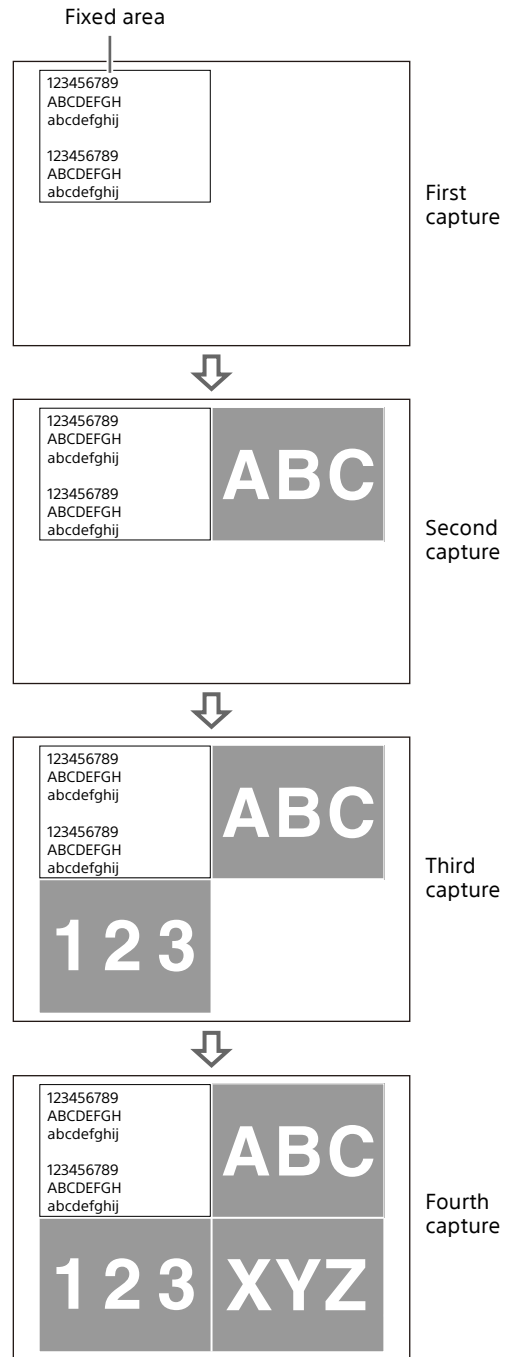 Fixed area
123456789
ABCDEFGH
abcdefghij
123456789
ABCDEFGH
abcdefghij
First
capture
123456789
ABCDEFGH
abcdefghij
123456789
ABCDEFGH
abcdefghij
ABC
Second
capture
123456789
ABCDEFGH
abcdefghij
123456789
ABCDEFGH
abcdefghij
ABC
123
Third
capture
123456789
ABCDEFGH
abcdefghij
123456789
ABCDEFGH
abcdefghij
ABC
123
XYZ
Fourth
capture